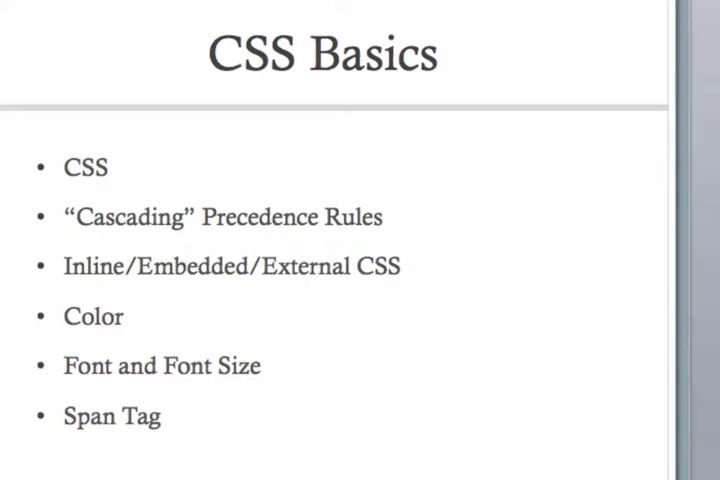 CSS Basics
• CSS
• “Cascading” Precedence Rules
• Inline/Embedded/External CSS
• Color
• Font and Font Size
• Span Tag